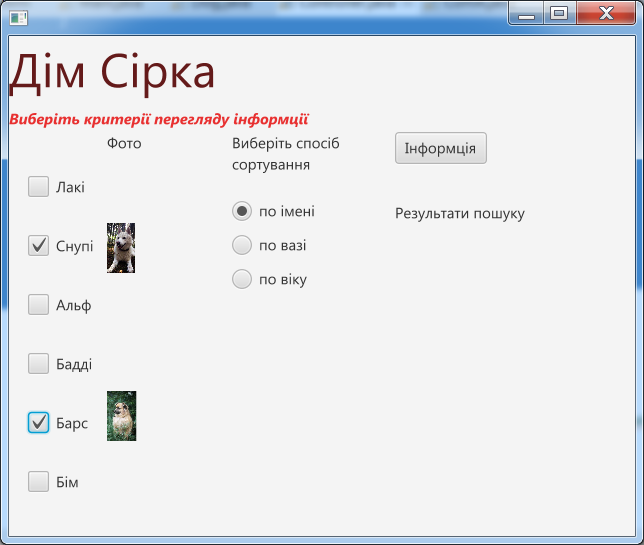 Дім Сірка
Виберіть критерії перегляду інформції
Фото
Лакі
Снупі
Альф
Бадді
Барс
Бім
Виберіть спосіб
сортування
по імені
по вазі
по віку
Інформція
Результати пошуку